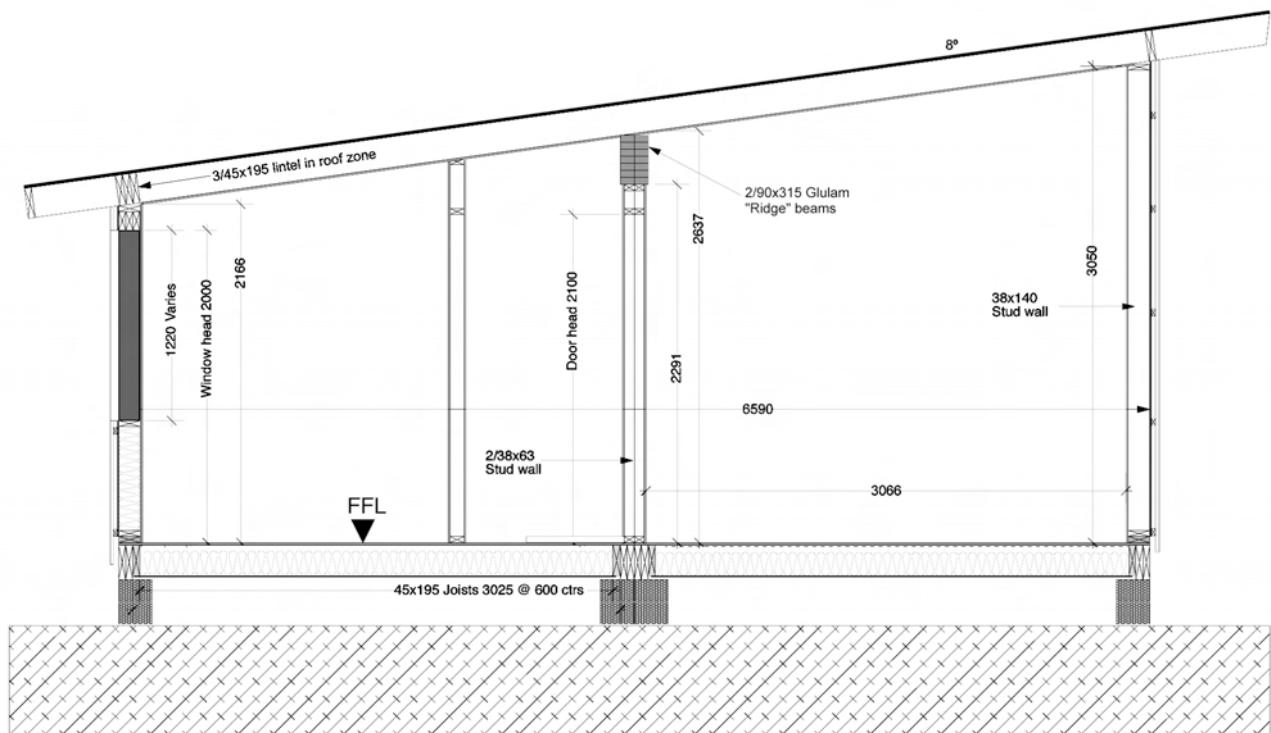 8°
3/45x195 lintel in roof zone
2/90x315 Glulam
"Ridge" beams
1220 Varies
Window head 2000
2166
Door head 2100
2291
2637
3050
38x140
Stud wall
6590
2/38x63
Stud wall
3066
FFL
45x195 Joists 3025 @ 600 ctrs